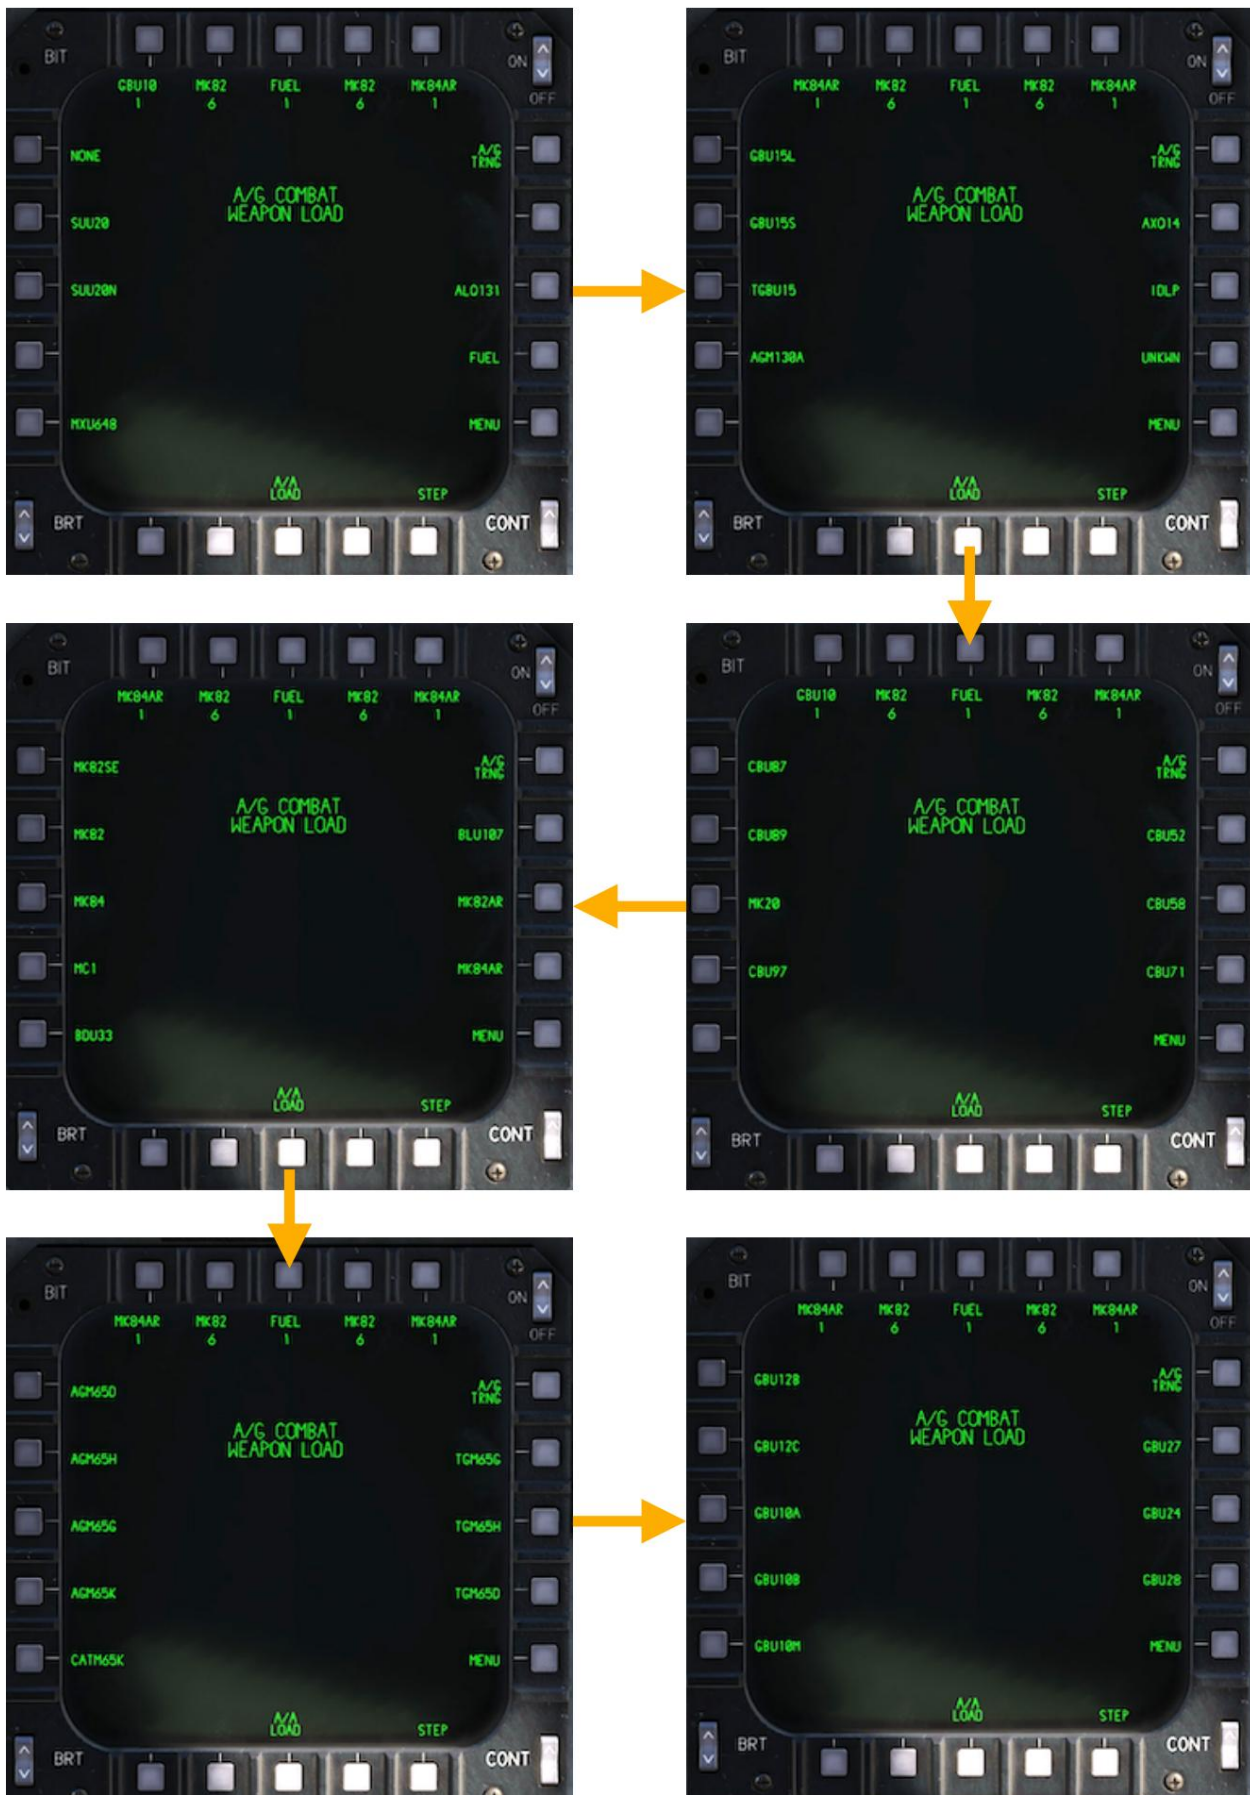 BIT
ON
OFF
GBU10 MK82 FUEL MK82 MK84AR
1 6 1 6 1
NONE
A/G
TRNG
SUU20
SUU20N
ALQ131
FUEL
MXU648
MENU
A/G COMBAT
WEAPON LOAD
A/A
LOAD
STEP
BRT
CONT
BIT
ON
OFF
MK84AR MK82 FUEL MK82 MK84AR
1 6 1 6 1
GBU15L
A/G
TRNG
A/G COMBAT
WEAPON LOAD
GBU15S
AXQ14
TGBU15
IDLP
AGM130A
UNKWN
MENU
A/A
LOAD
STEP
BRT
CONT
BIT
ON
OFF
MK84AR MK82 FUEL MK82 MK84AR
1 6 1 6 1
MK82SE
A/G
TRNG
A/G COMBAT
WEAPON LOAD
MK82
BLU107
MK84
MK82AR
MC1
MK84AR
BDU33
MENU
A/A
LOAD
STEP
BRT
CONT
BIT
ON
OFF
GBU10 MK82 FUEL MK82 MK84AR
1 6 1 6 1
CBU87
A/G
TRNG
A/G COMBAT
WEAPON LOAD
CBU89
CBU52
MK20
CBU58
CBU97
CBU71
MENU
A/A
LOAD
STEP
BRT
CONT
BIT
ON
OFF
MK84AR MK82 FUEL MK82 MK84AR
1 6 1 6 1
AGM65D
A/G
TRNG
A/G COMBAT
WEAPON LOAD
AGM65H
TGM65G
AGM65G
TGM65H
AGM65K
TGM65D
CATM65K
MENU
A/A
LOAD
STEP
BRT
CONT
BIT
ON
OFF
MK84AR MK82 FUEL MK82 MK84AR
1 6 1 6 1
GBU12B
A/G
TRNG
A/G COMBAT
WEAPON LOAD
GBU12C
GBU27
GBU10A
GBU24
GBU10B
GBU28
GBU10M
MENU
A/A
LOAD
STEP
BRT
CONT